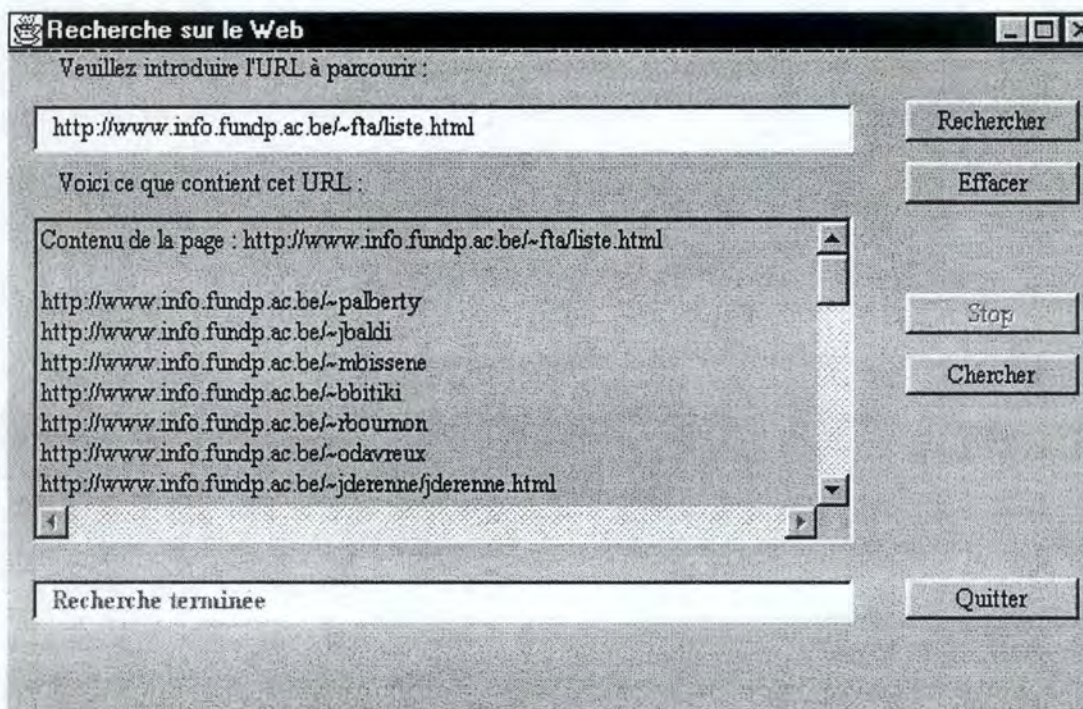 Recherche sur le Web
Veuillez introduire l'URL à parcourir :
http://www.info.fundp.ac.be/~fta/liste.html
Rechercher
Voici ce que contient cet URL :
Effacer
Contenu de la page : http://www.info.fundp.ac.be/~fta/liste.html
http://www.info.fundp.ac.be/~palberty
http://www.info.fundp.ac.be/~jbaldi
Stop
http://www.info.fundp.ac.be/~mbissene
Chercher
http://www.info.fundp.ac.be/~bbitiki
http://www.info.fundp.ac.be/~rbournon
http://www.info.fundp.ac.be/~odavreux
http://www.info.fundp.ac.be/~jderenne/jderenne.html
Recherche terminée
Quitter